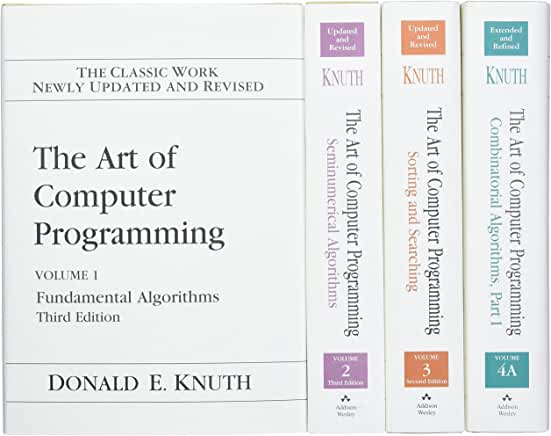 THE CLASSIC WORK
NEWLY UPDATED AND REVISED
The Art of
Computer
Programming
VOLUME 1
Fundamental Algorithms
Third Edition
DONALD E. KNUTH
Updated
and
Revised
KNUTH
The Art of Computer Programming
Seminumerical Algorithms
VOLUME
2
Third Edition
Addison
Wesley
Updated
and
Revised
KNUTH
The Art of Computer Programming
Sorting and Searching
VOLUME
3
Second Edition
Addison
Wesley
Extended
and
Refined
KNUTH
The Art of Computer Programming
Combinatorial Algorithms, Part 1
VOLUME
4A
Addison
Wesley